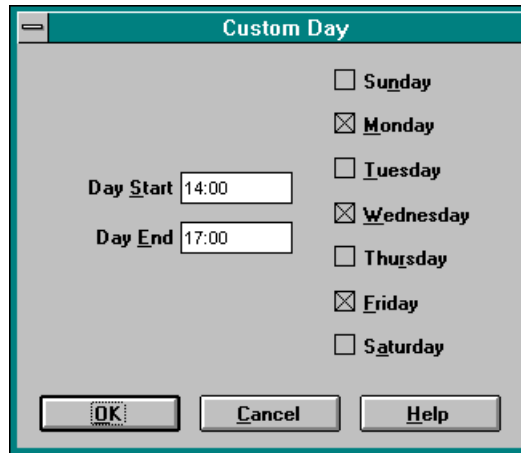 Custom Day
Sunday
Monday
Tuesday
Day Start 14:00
Wednesday
Day End 17:00
Thursday
Friday
Saturday
OK Cancel Help